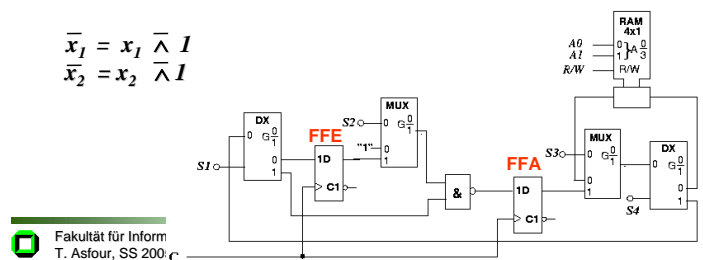 x̄₁ = x₁ ⊼ 1
x̄₂ = x₂ ⊼ 1
RAM
4x1
A0 0
A1 1 } A 0/3
R/W R/W
DX
0 G 0/1
0
1
S1
FFE
1D
C1
S2
MUX
0 G 0/1
"1" 0
1
&
FFA
1D
C1
S3
MUX
0 G 0/1
0
1
DX
0 G 0/1
0
1
S4
Fakultät für Inform
T. Asfour, SS 200
C